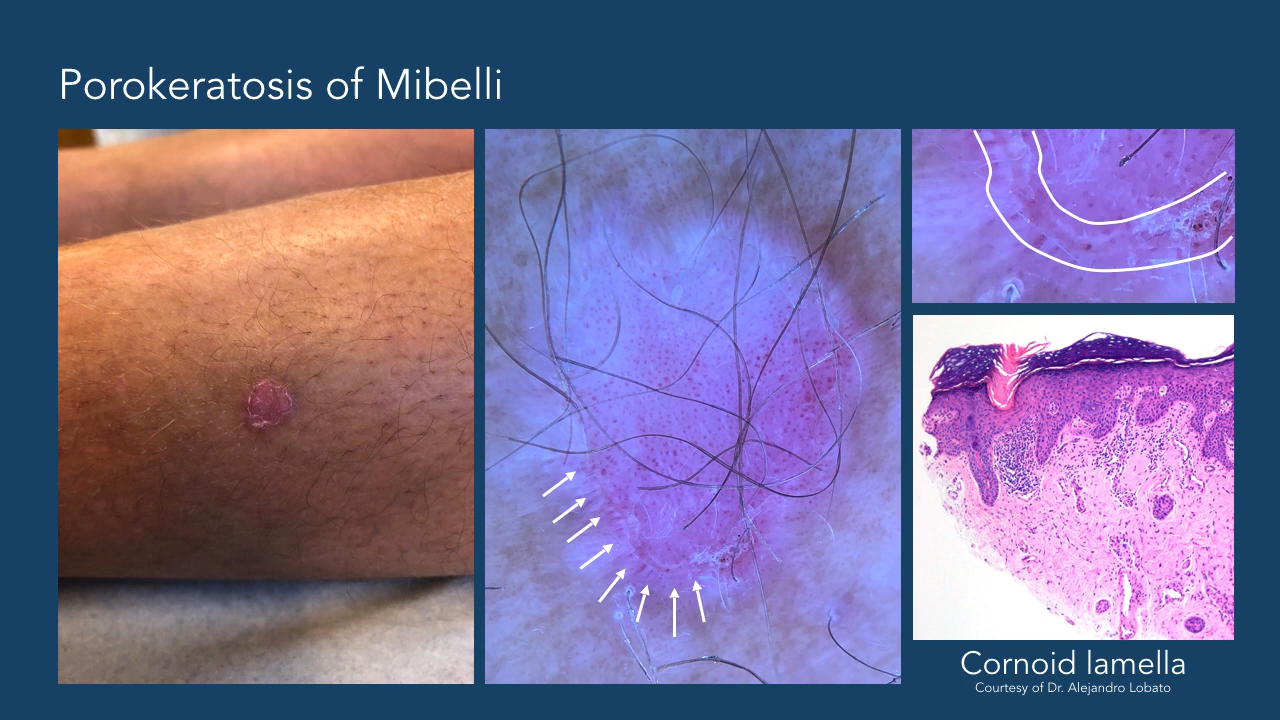 Porokeratosis of Mibelli
Cornoid lamella
Courtesy of Dr. Alejandro Lobato